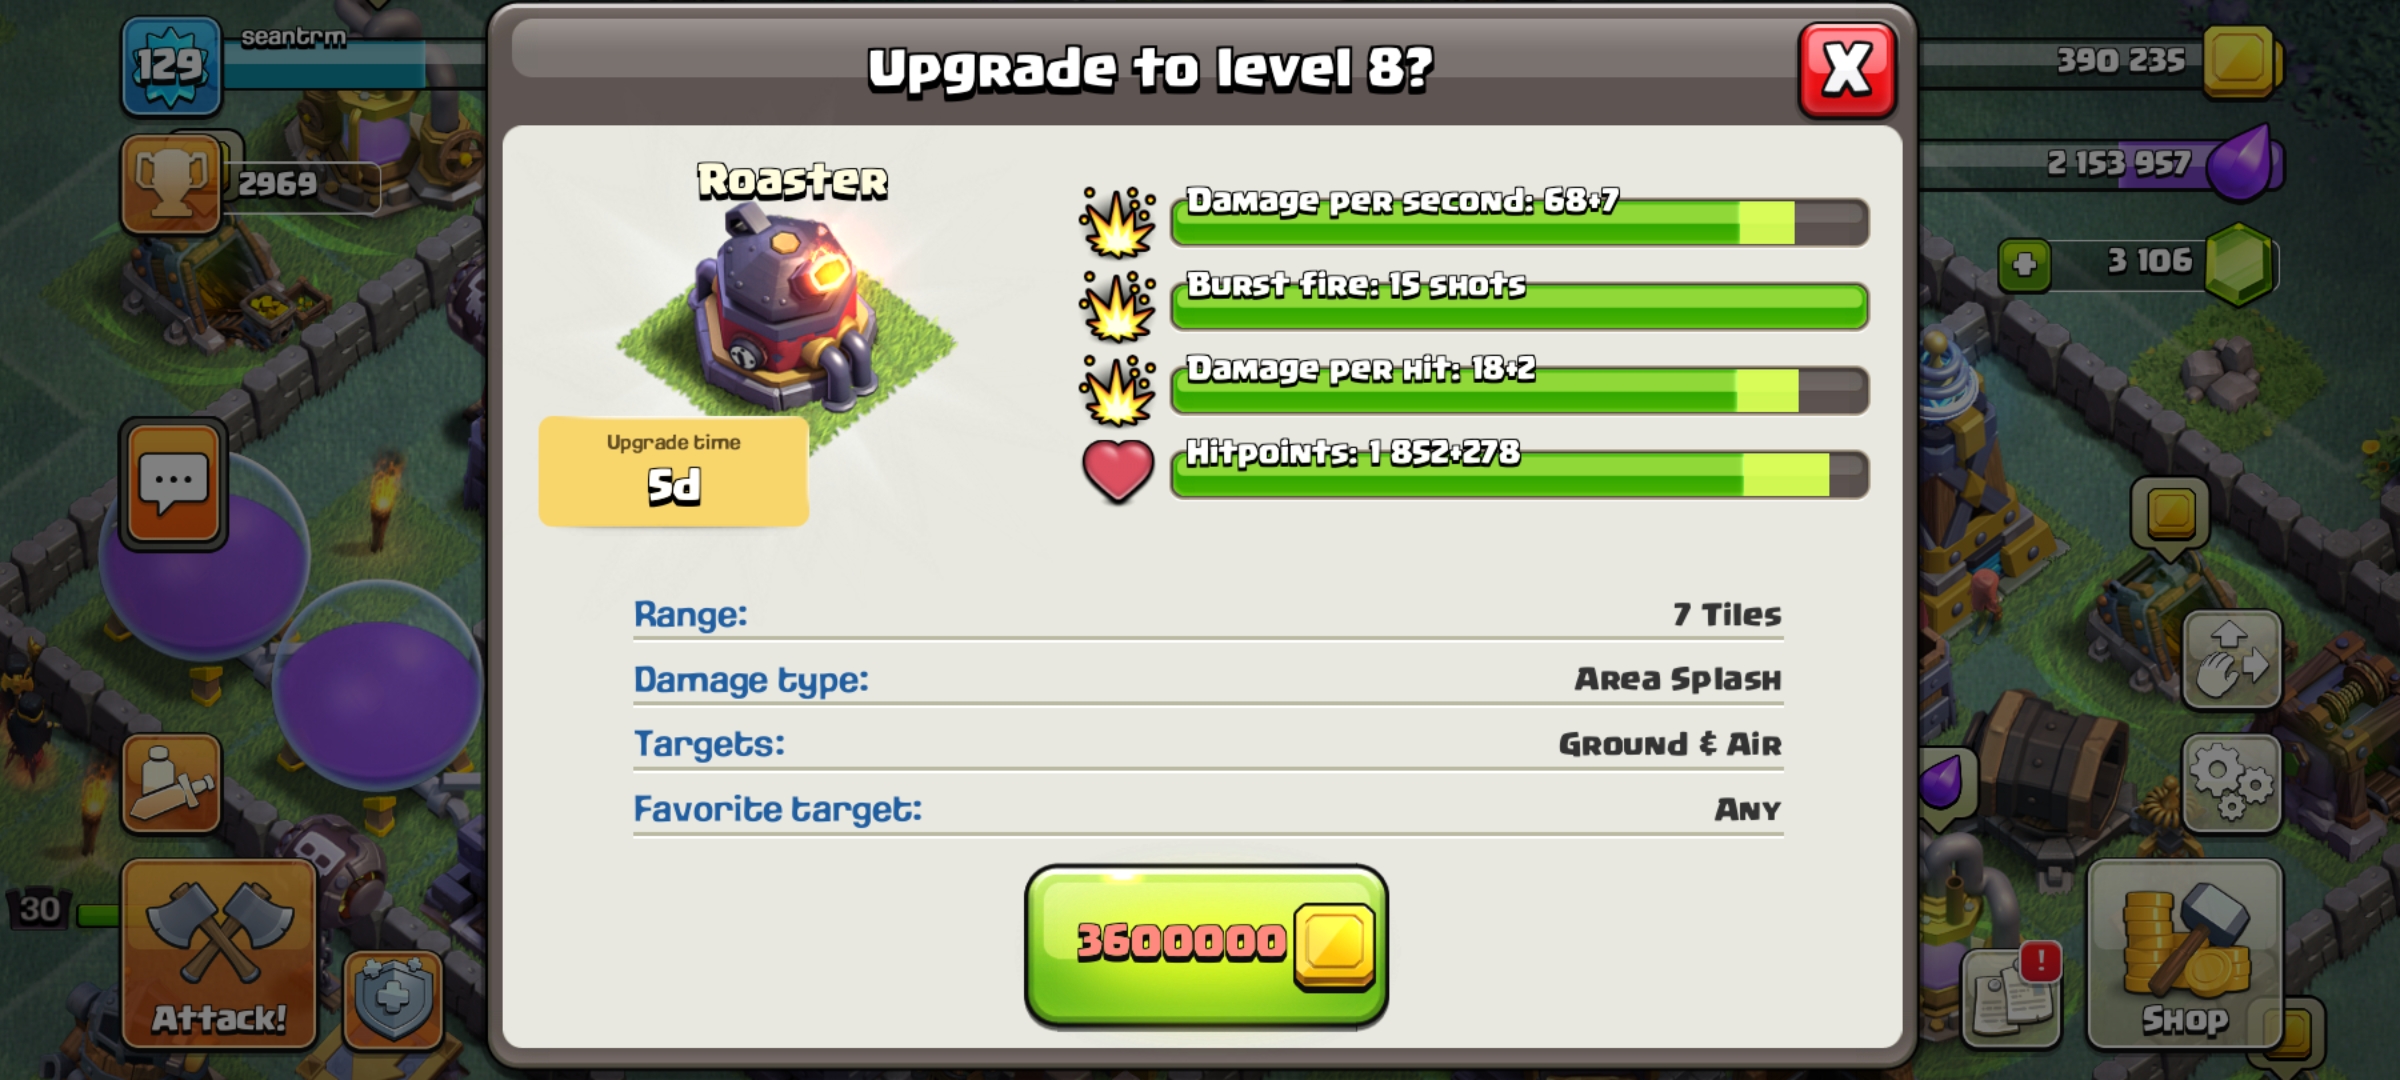 129
seantrm
2969
Upgrade to level 8?
X
390 235
2 153 957
3 106
Roaster
Upgrade time
5d
Damage per second: 68+7
Burst fire: 15 shots
Damage per hit: 18+2
Hitpoints: 1 852+278
Range: 7 Tiles
Damage type: Area Splash
Targets: Ground & Air
Favorite target: Any
3600000
30
Attack!
!
Shop